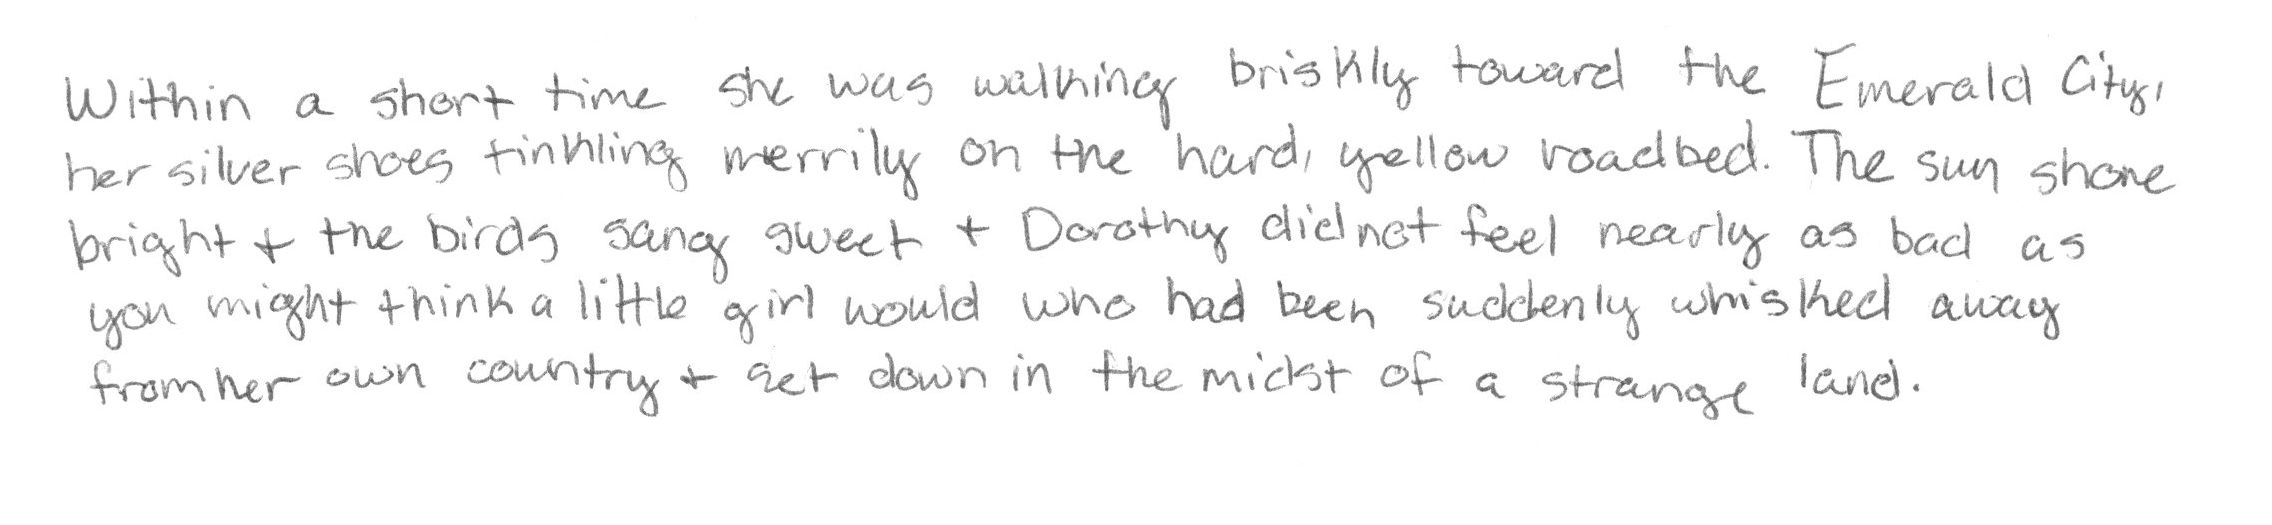 Within a short time she was walking briskly toward the Emerald City,
her silver shoes tinkling merrily on the hard, yellow roadbed. The sun shone
bright + the birds sang sweet + Dorothy did not feel nearly as bad as
you might think a little girl would who had been suddenly whisked away
from her own country + set down in the midst of a strange land.